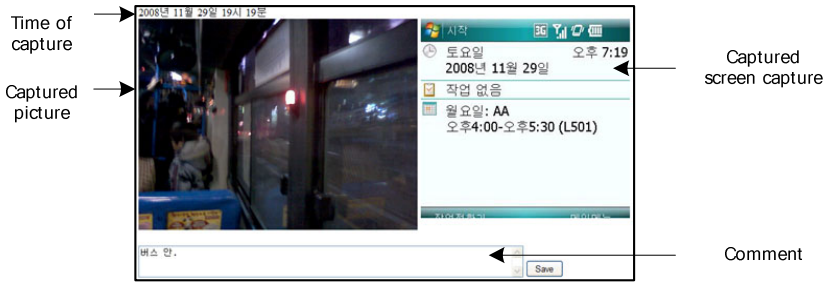 Time of
capture
Captured
picture
2008년 11월 29일 19시 19분
시작
3G
토요일 오후 7:19
2008년 11월 29일
작업 없음
월요일: AA
오후4:00-오후5:30 (L501)
Captured
screen capture
버스 안.
Save
Comment